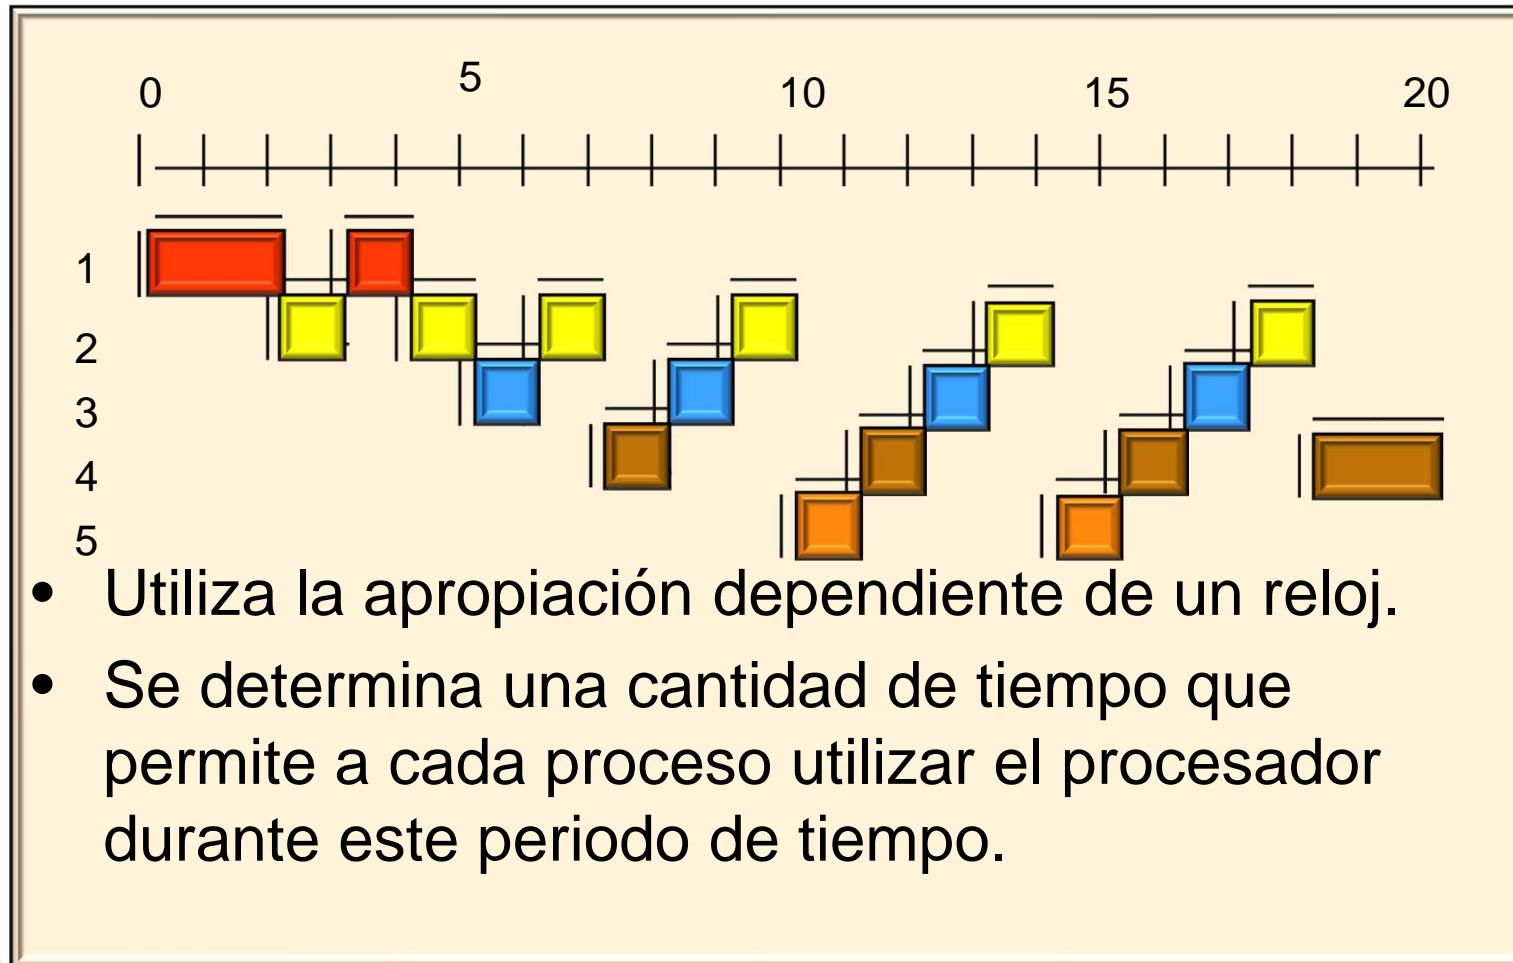 0 5 10 15 20
1
2
3
4
5
• Utiliza la apropiación dependiente de un reloj.
• Se determina una cantidad de tiempo que
permite a cada proceso utilizar el procesador
durante este periodo de tiempo.